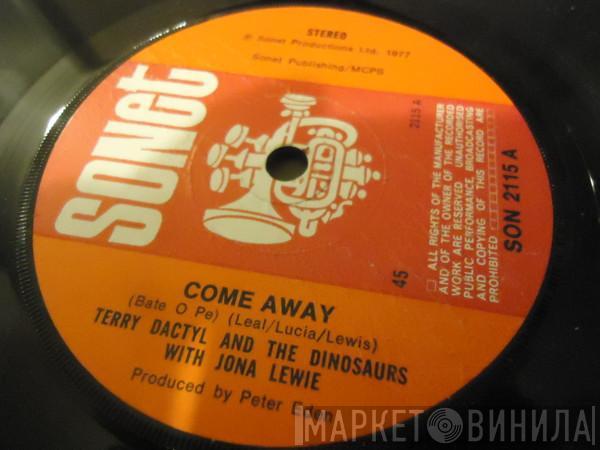 STEREO
℗ Sonet Productions Ltd. 1977
Sonet Publishing/MCPS
sonet
2115 A
45
☐ ALL RIGHTS OF THE MANUFACTURER
AND OF THE OWNER OF THE RECORDED
WORK ARE RESERVED UNAUTHORISED
PUBLIC PERFORMANCE BROADCASTING
AND COPYING OF THIS RECORD ARE
PROHIBITED
SON 2115 A
COME AWAY
(Bate O Pe) (Leal/Lucia/Lewis)
TERRY DACTYL AND THE DINOSAURS
WITH JONA LEWIE
Produced by Peter Eden
МАРКЕТ ВИНИЛА